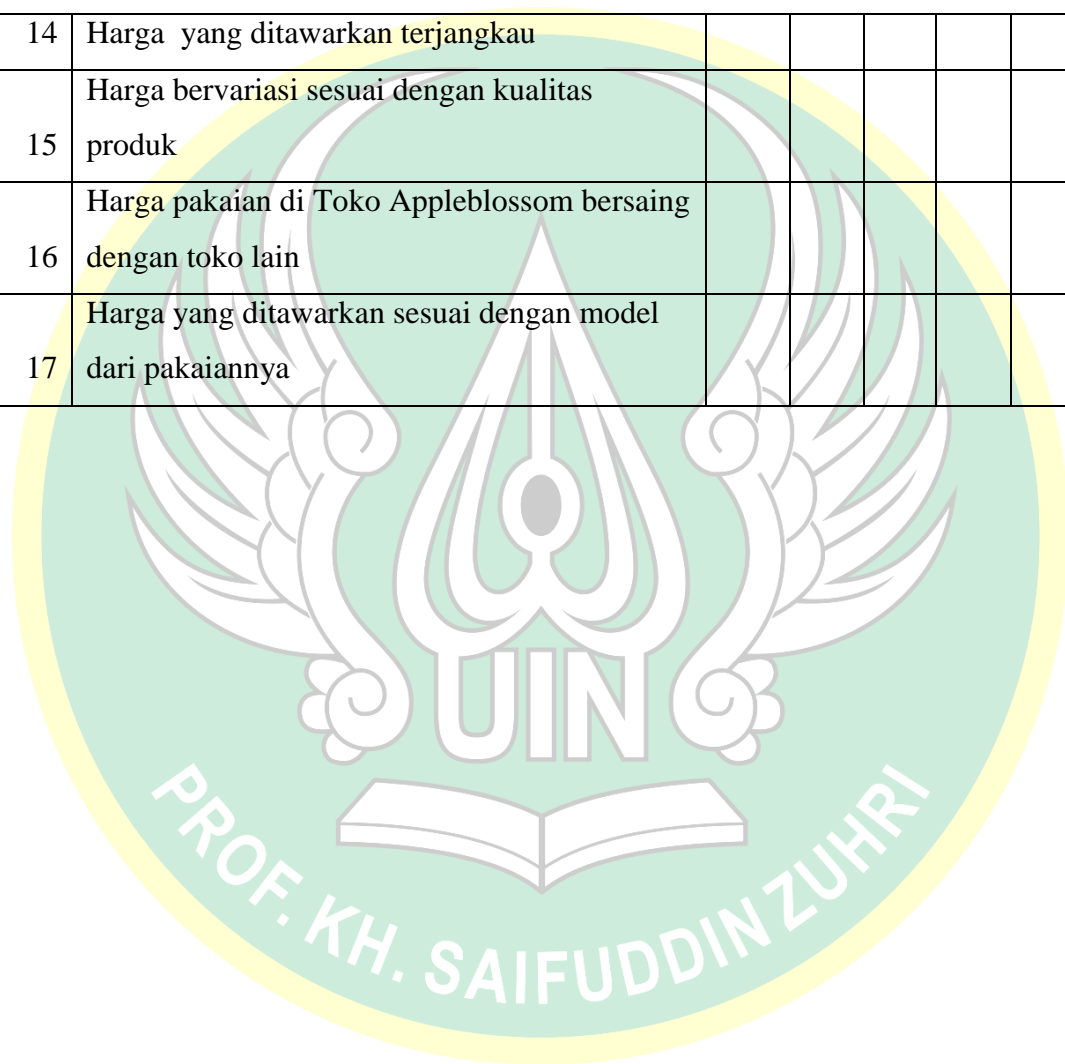 14 Harga  yang ditawarkan terjangkau
Harga bervariasi sesuai dengan kualitas
15 produk
Harga pakaian di Toko Appleblossom bersaing
16 dengan toko lain
Harga yang ditawarkan sesuai dengan model
17 dari pakaiannya
UIN
PROF. KH. SAIFUDDIN ZUHRI